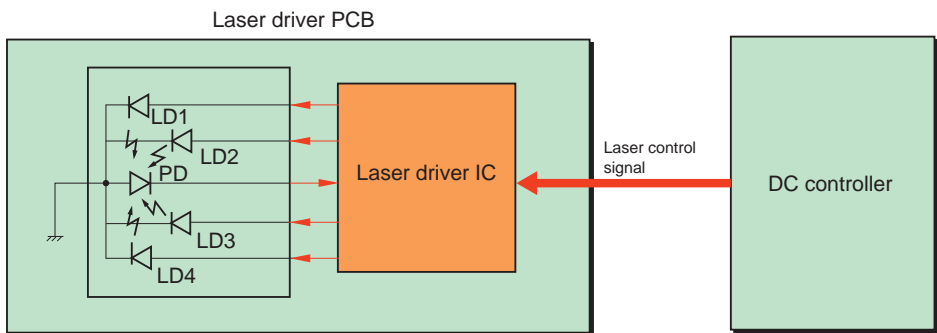 Laser driver PCB
LD1
LD2
PD
LD3
LD4
Laser driver IC
Laser control
signal
DC controller